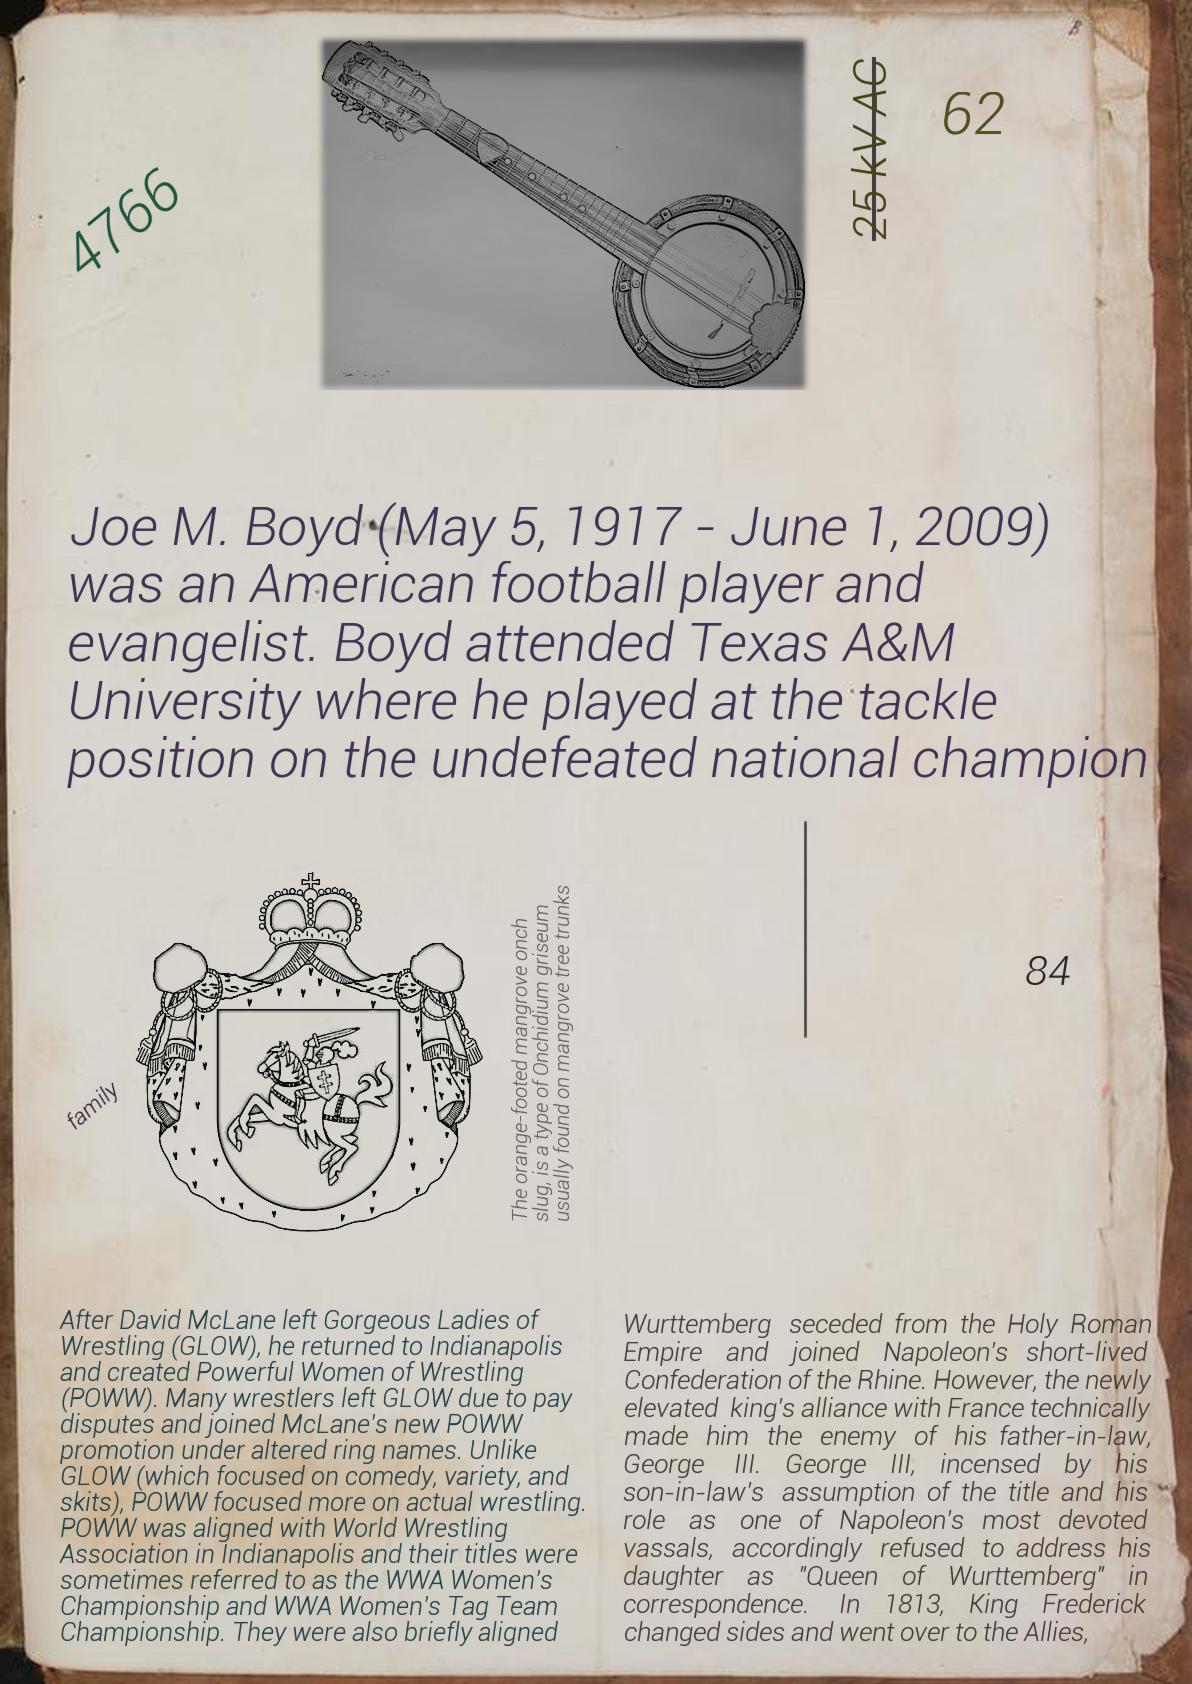 4766
25 kV AC
62
Joe M. Boyd (May 5, 1917 - June 1, 2009)
was an American football player and
evangelist. Boyd attended Texas A&M
University where he played at the tackle
position on the undefeated national champion
84
family
The orange-footed mangrove onch
slug, is a type of Onchidium griseum
usually found on mangrove tree trunks
After David McLane left Gorgeous Ladies of
Wrestling (GLOW), he returned to Indianapolis
and created Powerful Women of Wrestling
(POWW). Many wrestlers left GLOW due to pay
disputes and joined McLane's new POWW
promotion under altered ring names. Unlike
GLOW (which focused on comedy, variety, and
skits), POWW focused more on actual wrestling.
POWW was aligned with World Wrestling
Association in Indianapolis and their titles were
sometimes referred to as the WWA Women's
Championship and WWA Women's Tag Team
Championship. They were also briefly aligned
Wurttemberg seceded from the Holy Roman
Empire and joined Napoleon's short-lived
Confederation of the Rhine. However, the newly
elevated king's alliance with France technically
made him the enemy of his father-in-law,
George III. George III, incensed by his
son-in-law's assumption of the title and his
role as one of Napoleon's most devoted
vassals, accordingly refused to address his
daughter as "Queen of Wurttemberg" in
correspondence. In 1813, King Frederick
changed sides and went over to the Allies,